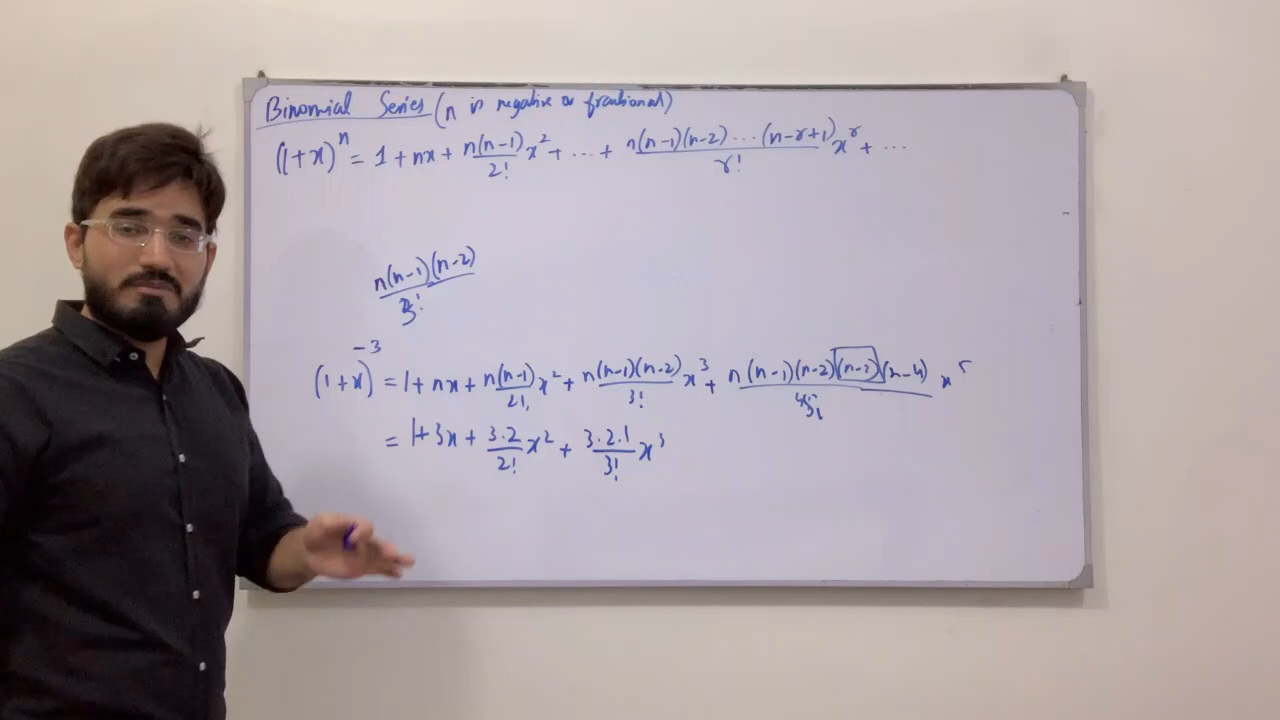 Binomial Series (n is negative or fractional)
(1+x)^n = 1 + nx + n(n-1)/2! x^2 + ... + n(n-1)(n-2)...(n-r+1)/r! x^r + ...
n(n-1)(n-2)/3!
(1+x)^-3 = 1 + nx + n(n-1)/2! x^2 + n(n-1)(n-2)/3! x^3 + n(n-1)(n-2)(n-3)(n-4)/5! x^5
= 1+3x + 3·2/2! x^2 + 3·2·1/3! x^3